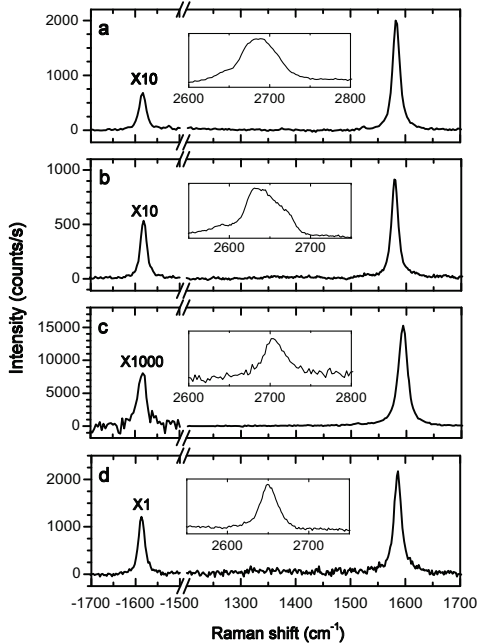 a
2000
1000
0
X10
2600 2700 2800
b
1000
500
0
X10
2600 2700
c
15000
10000
5000
0
X1000
2600 2700 2800
d
2000
1000
0
X1
2600 2700
-1700 -1600 -1500 1300 1400 1500 1600 1700
Intensity (counts/s)
Raman shift (cm⁻¹)